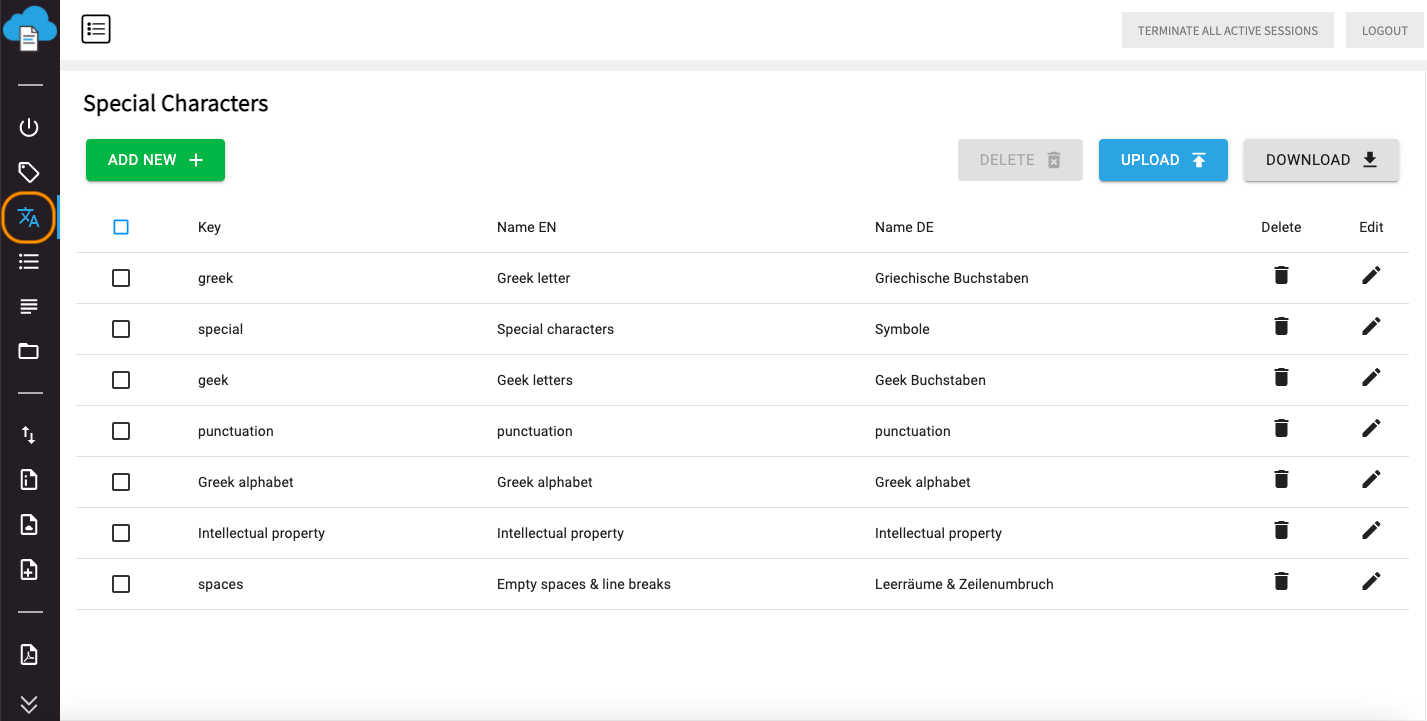 TERMINATE ALL ACTIVE SESSIONS LOGOUT
Special Characters
ADD NEW DELETE UPLOAD DOWNLOAD
Key Name EN Name DE Delete Edit
greek Greek letter Griechische Buchstaben
special Special characters Symbole
geek Geek letters Geek Buchstaben
punctuation punctuation punctuation
Greek alphabet Greek alphabet Greek alphabet
Intellectual property Intellectual property Intellectual property
spaces Empty spaces & line breaks Leerräume & Zeilenumbruch